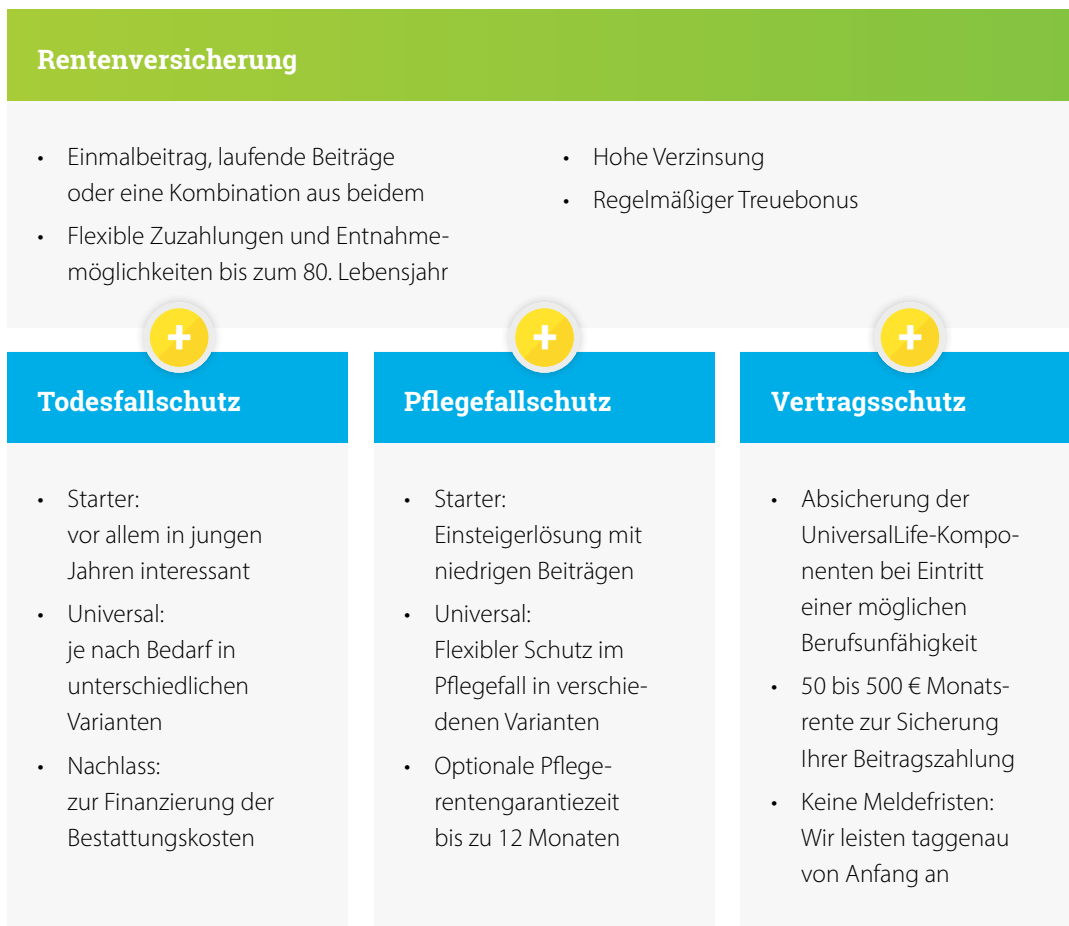 Rentenversicherung
• Einmalbeitrag, laufende Beiträge
oder eine Kombination aus beidem
• Flexible Zuzahlungen und Entnahme-
möglichkeiten bis zum 80. Lebensjahr
• Hohe Verzinsung
• Regelmäßiger Treuebonus
+
+
+
Todesfallschutz
• Starter:
vor allem in jungen
Jahren interessant
• Universal:
je nach Bedarf in
unterschiedlichen
Varianten
• Nachlass:
zur Finanzierung der
Bestattungskosten
Pflegefallschutz
• Starter:
Einsteigerlösung mit
niedrigen Beiträgen
• Universal:
Flexibler Schutz im
Pflegefall in verschie-
denen Varianten
• Optionale Pflege-
rentengarantiezeit
bis zu 12 Monaten
Vertragsschutz
• Absicherung der
UniversalLife-Kompo-
nenten bei Eintritt
einer möglichen
Berufsunfähigkeit
• 50 bis 500 € Monats-
rente zur Sicherung
Ihrer Beitragszahlung
• Keine Meldefristen:
Wir leisten taggenau
von Anfang an